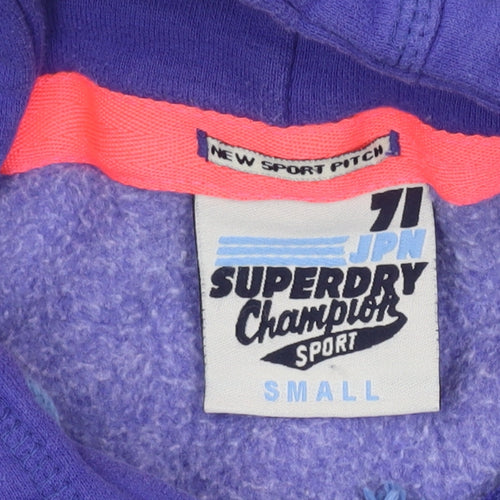 NEW SPORT PITCH
71
JPN
SUPERDRY
Champion
SPORT
SMALL